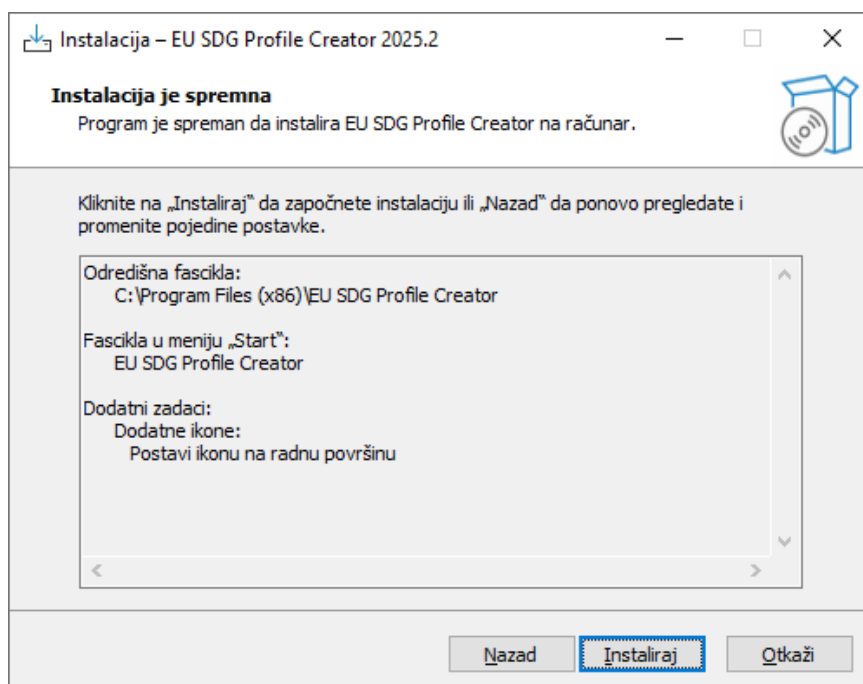 Instalacija – EU SDG Profile Creator 2025.2
Instalacija je spremna
Program je spreman da instalira EU SDG Profile Creator na računar.
Kliknite na „Instaliraj“ da započnete instalaciju ili „Nazad“ da ponovo pregledate i
promenite pojedine postavke.
Odredišna fascikla:
C:\Program Files (x86)\EU SDG Profile Creator
Fascikla u meniju „Start“:
EU SDG Profile Creator
Dodatni zadaci:
Dodatne ikone:
Postavi ikonu na radnu površinu
Nazad
Instaliraj
Otkaži